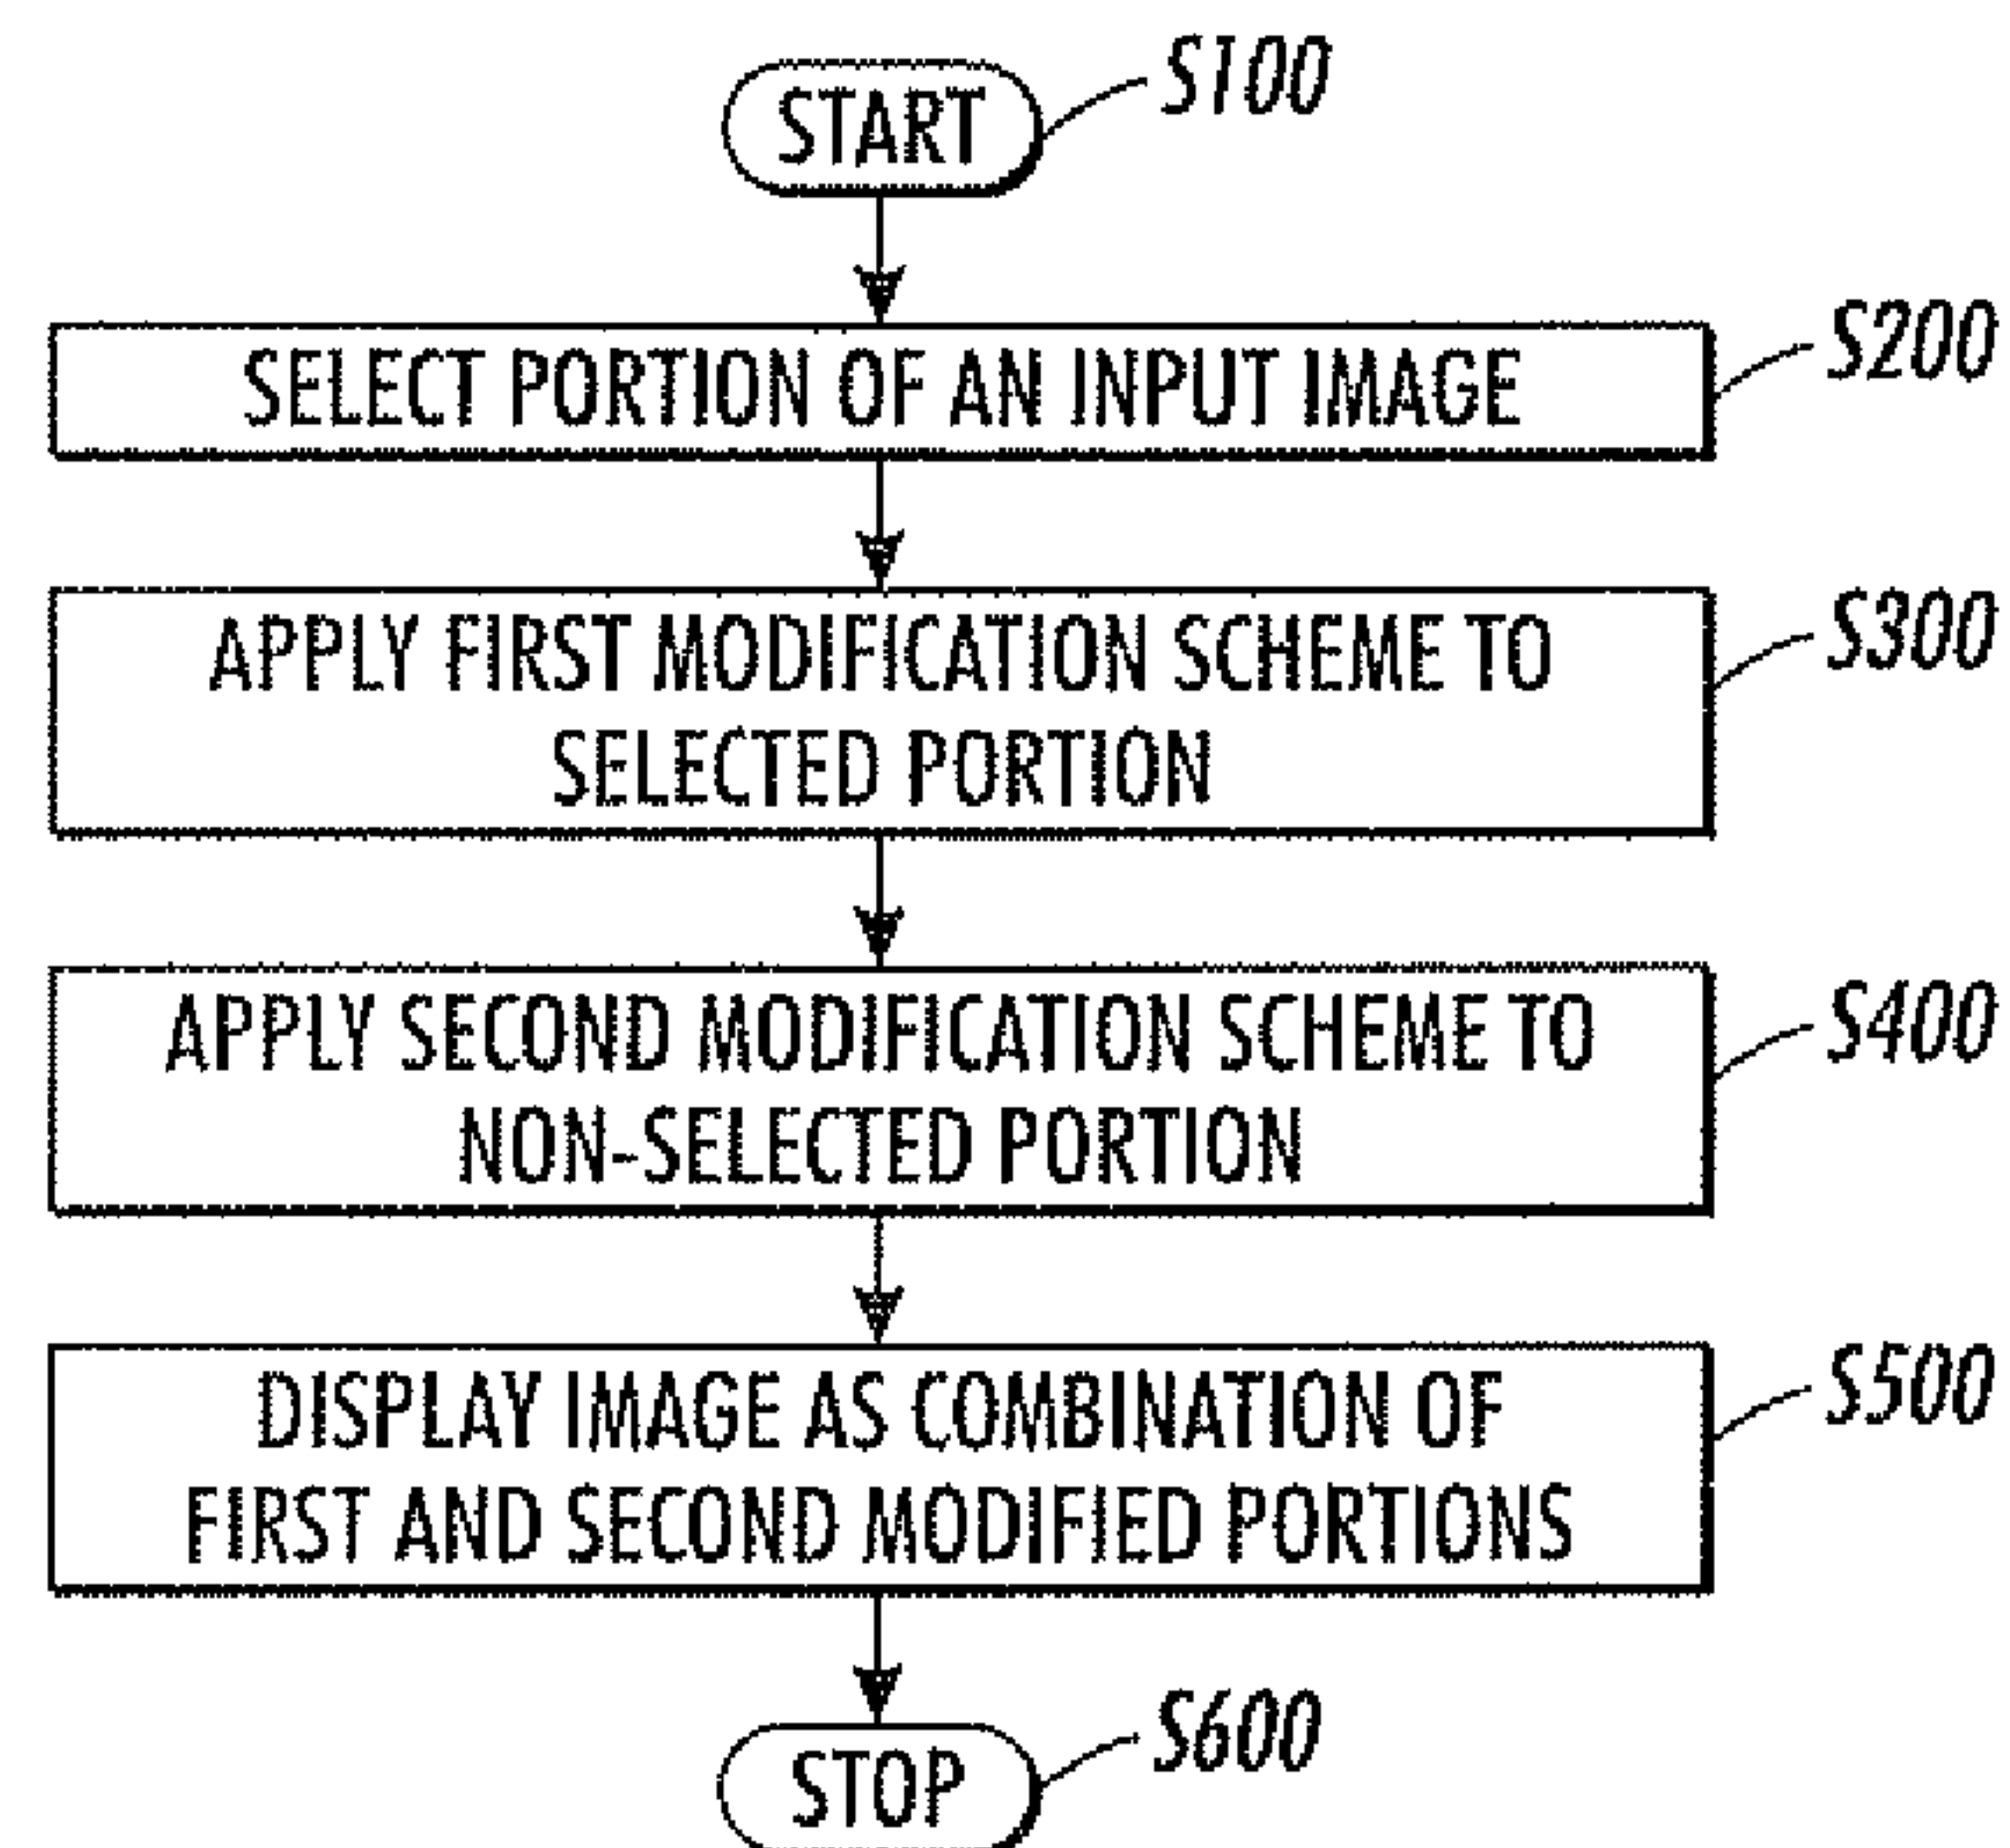 START
S100
SELECT PORTION OF AN INPUT IMAGE
S200
APPLY FIRST MODIFICATION SCHEME TO
SELECTED PORTION
S300
APPLY SECOND MODIFICATION SCHEME TO
NON-SELECTED PORTION
S400
DISPLAY IMAGE AS COMBINATION OF
FIRST AND SECOND MODIFIED PORTIONS
S500
STOP
S600